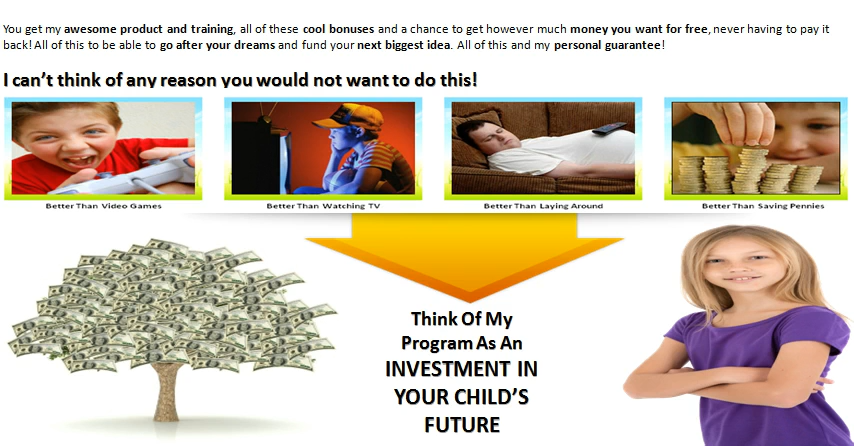 You get my awesome product and training, all of these cool bonuses and a chance to get however much money you want for free, never having to pay it
back! All of this to be able to go after your dreams and fund your next biggest idea. All of this and my personal guarantee!
I can’t think of any reason you would not want to do this!
Better Than Video Games
Better Than Watching TV
Better Than Laying Around
Better Than Saving Pennies
Think Of My
Program As An
INVESTMENT IN
YOUR CHILD’S
FUTURE